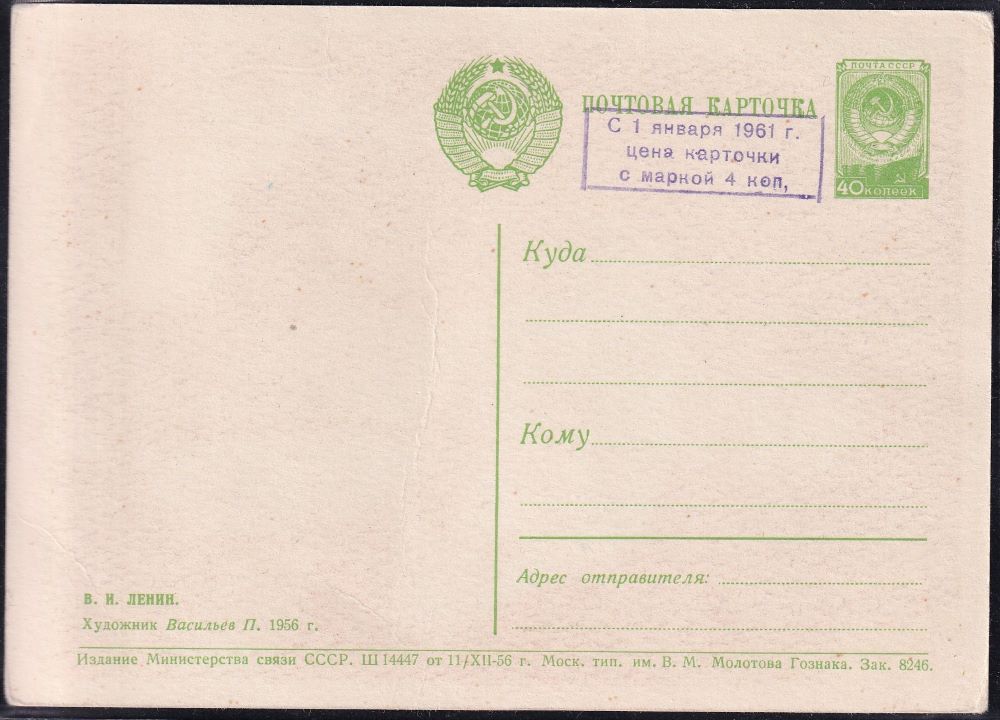 ПОЧТОВАЯ КАРТОЧКА
С 1 января 1961 г.
цена карточки
с маркой 4 коп,
ПОЧТА СССР
40 КОПЕЕК
Куда
Кому
Адрес отправителя:
В. И. ЛЕНИН.
Художник Васильев П. 1956 г.
Издание Министерства связи СССР. Ш 14447 от 11/XII-56 г. Моск. тип. им. В. М. Молотова Гознака. Зак. 8246.